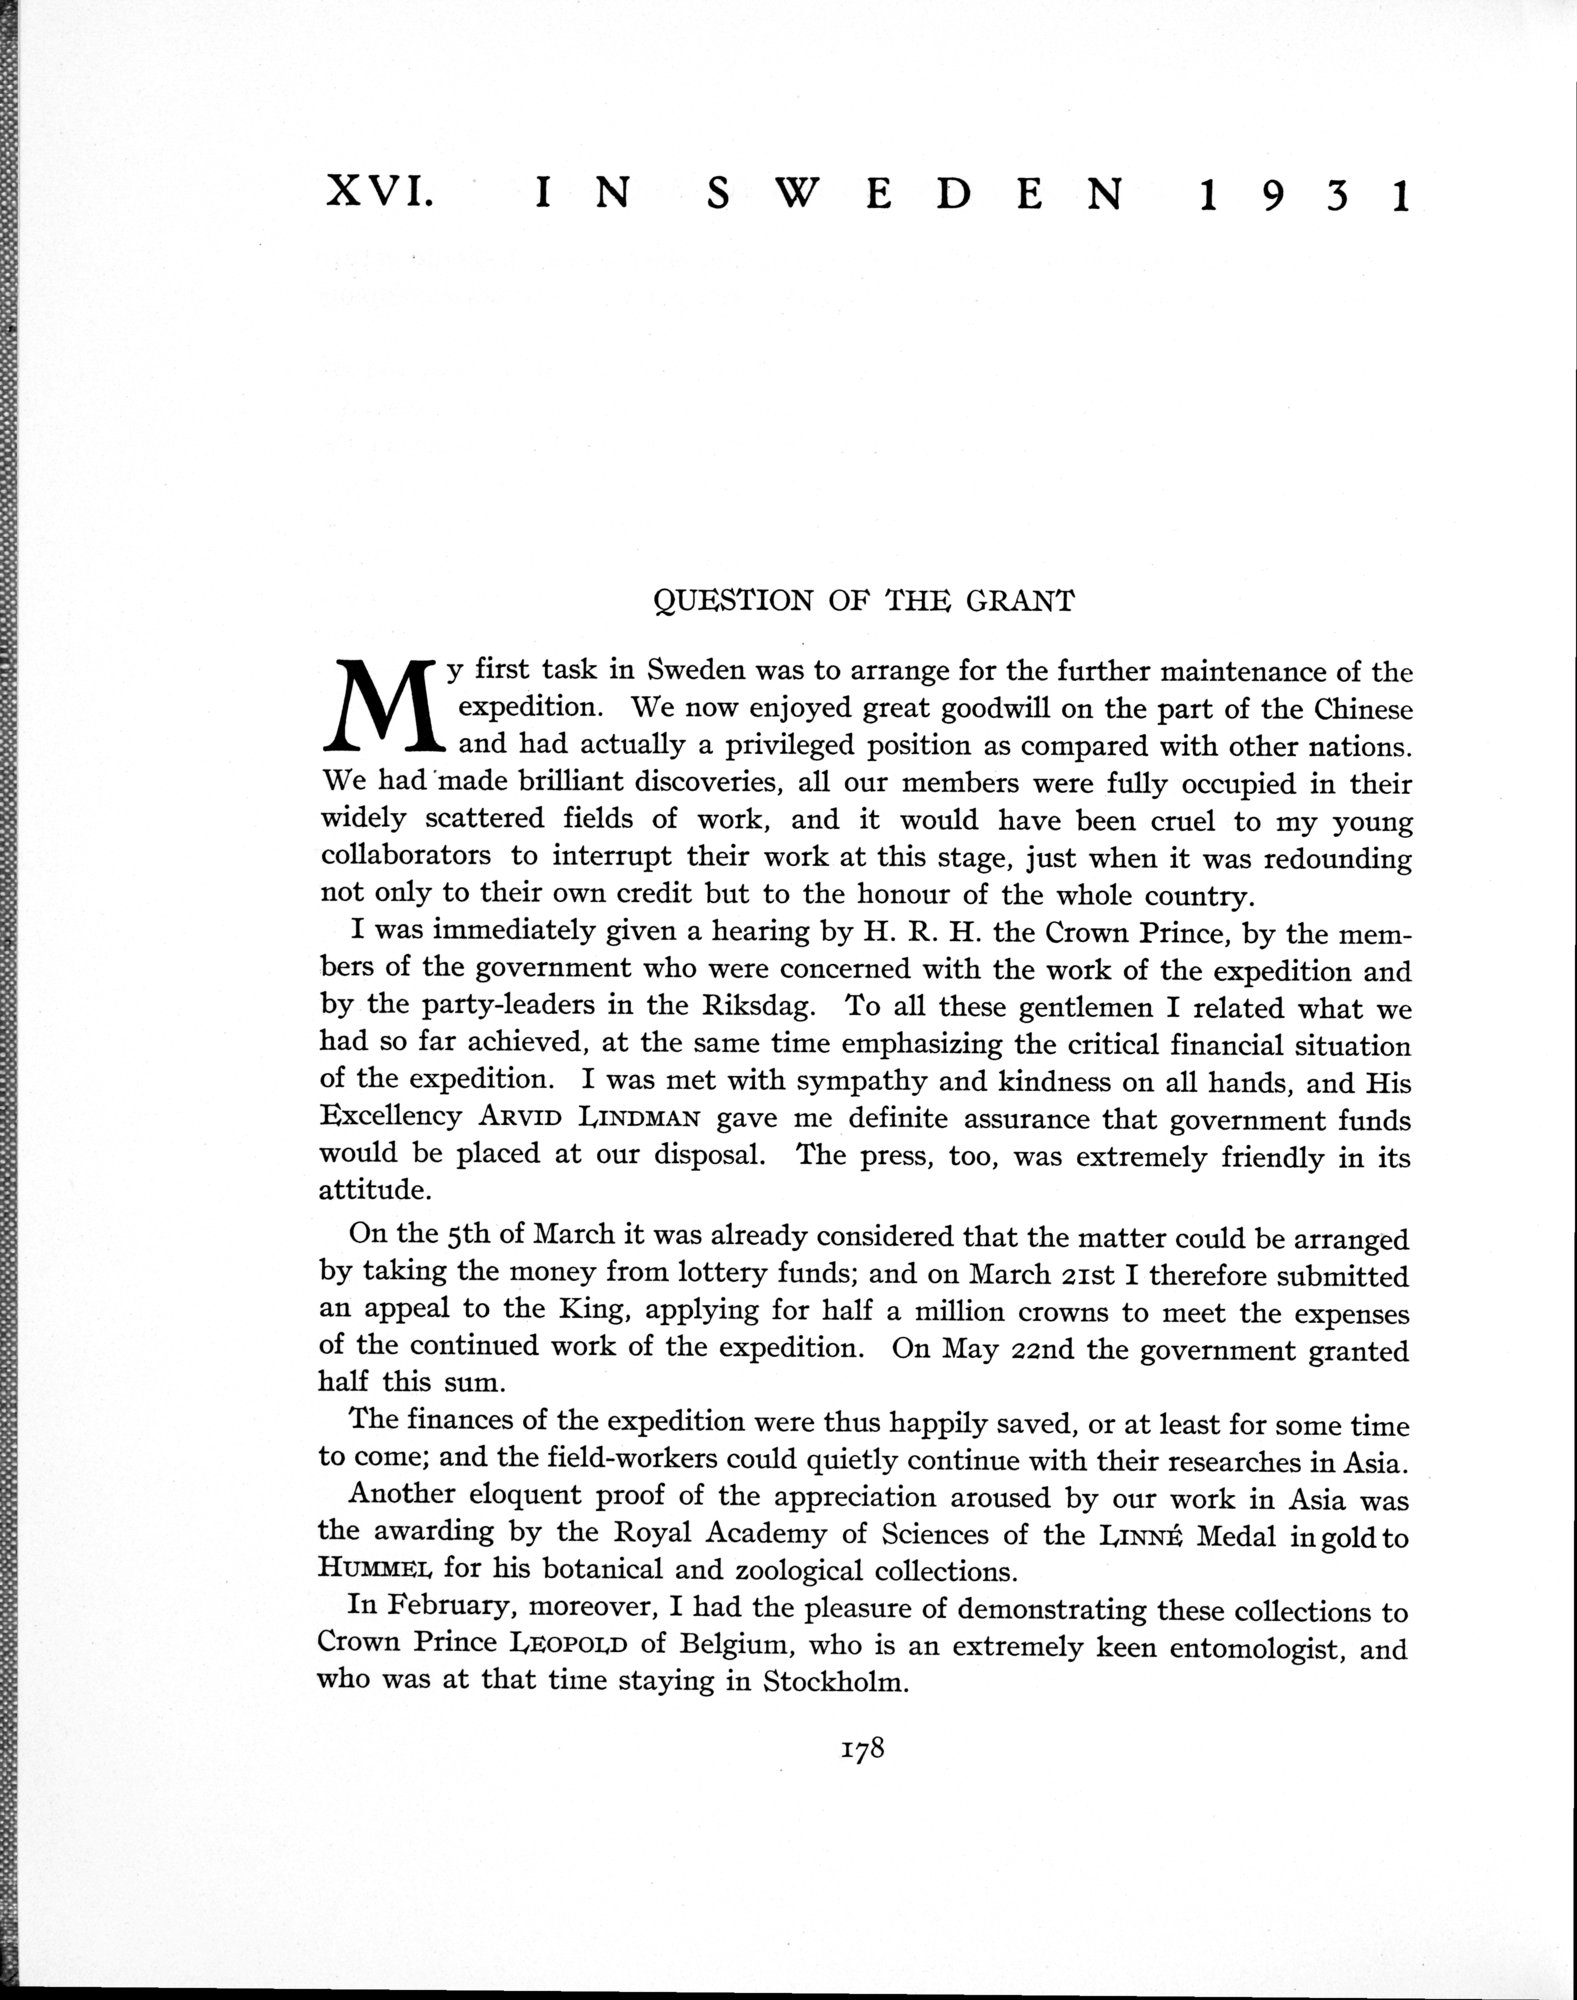 XVI. IN SWEDEN 1931
QUESTION OF THE GRANT
My first task in Sweden was to arrange for the further maintenance of the
expedition. We now enjoyed great goodwill on the part of the Chinese
and had actually a privileged position as compared with other nations.
We had made brilliant discoveries, all our members were fully occupied in their
widely scattered fields of work, and it would have been cruel to my young
collaborators to interrupt their work at this stage, just when it was redounding
not only to their own credit but to the honour of the whole country.
I was immediately given a hearing by H. R. H. the Crown Prince, by the mem-
bers of the government who were concerned with the work of the expedition and
by the party-leaders in the Riksdag. To all these gentlemen I related what we
had so far achieved, at the same time emphasizing the critical financial situation
of the expedition. I was met with sympathy and kindness on all hands, and His
Excellency ARVID LINDMAN gave me definite assurance that government funds
would be placed at our disposal. The press, too, was extremely friendly in its
attitude.
On the 5th of March it was already considered that the matter could be arranged
by taking the money from lottery funds; and on March 21st I therefore submitted
an appeal to the King, applying for half a million crowns to meet the expenses
of the continued work of the expedition. On May 22nd the government granted
half this sum.
The finances of the expedition were thus happily saved, or at least for some time
to come; and the field-workers could quietly continue with their researches in Asia.
Another eloquent proof of the appreciation aroused by our work in Asia was
the awarding by the Royal Academy of Sciences of the LINNÉ Medal in gold to
HUMMEL for his botanical and zoological collections.
In February, moreover, I had the pleasure of demonstrating these collections to
Crown Prince LEOPOLD of Belgium, who is an extremely keen entomologist, and
who was at that time staying in Stockholm.
178